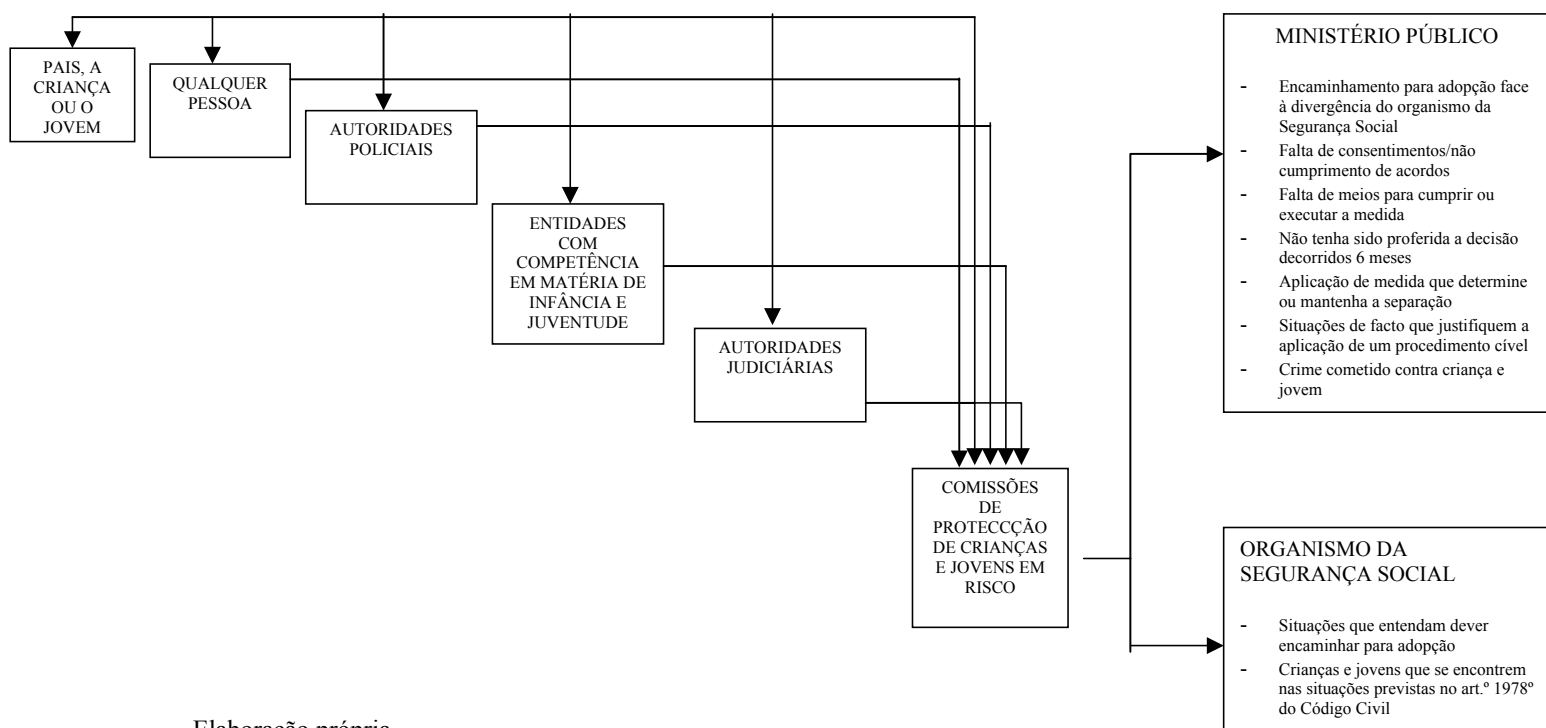 PAIS, A
CRIANÇA
OU O
JOVEM
QUALQUER
PESSOA
AUTORIDADES
POLICIAIS
ENTIDADES
COM
COMPETÊNCIA
EM MATÉRIA DE
INFÂNCIA E
JUVENTUDE
AUTORIDADES
JUDICIÁRIAS
COMISSÕES
DE
PROTECCÇÃO
DE CRIANÇAS
E JOVENS EM
RISCO
MINISTÉRIO PÚBLICO
- Encaminhamento para adopção face
à divergência do organismo da
Segurança Social
- Falta de consentimentos/não
cumprimento de acordos
- Falta de meios para cumprir ou
executar a medida
- Não tenha sido proferida a decisão
decorridos 6 meses
- Aplicação de medida que determine
ou mantenha a separação
- Situações de facto que justifiquem a
aplicação de um procedimento cível
- Crime cometido contra criança e
jovem
ORGANISMO DA
SEGURANÇA SOCIAL
- Situações que entendam dever
encaminhar para adopção
- Crianças e jovens que se encontrem
nas situações previstas no art.º 1978º
do Código Civil
Elaboração própria